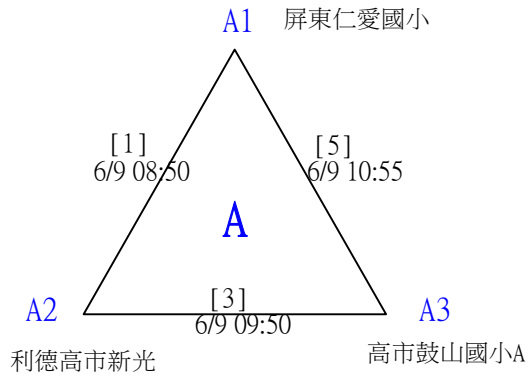 A1 屏東仁愛國小
[1]
6/9 08:50
[5]
6/9 10:55
A
[3]
6/9 09:50
A2
A3
利德高市新光
高市鼓山國小A